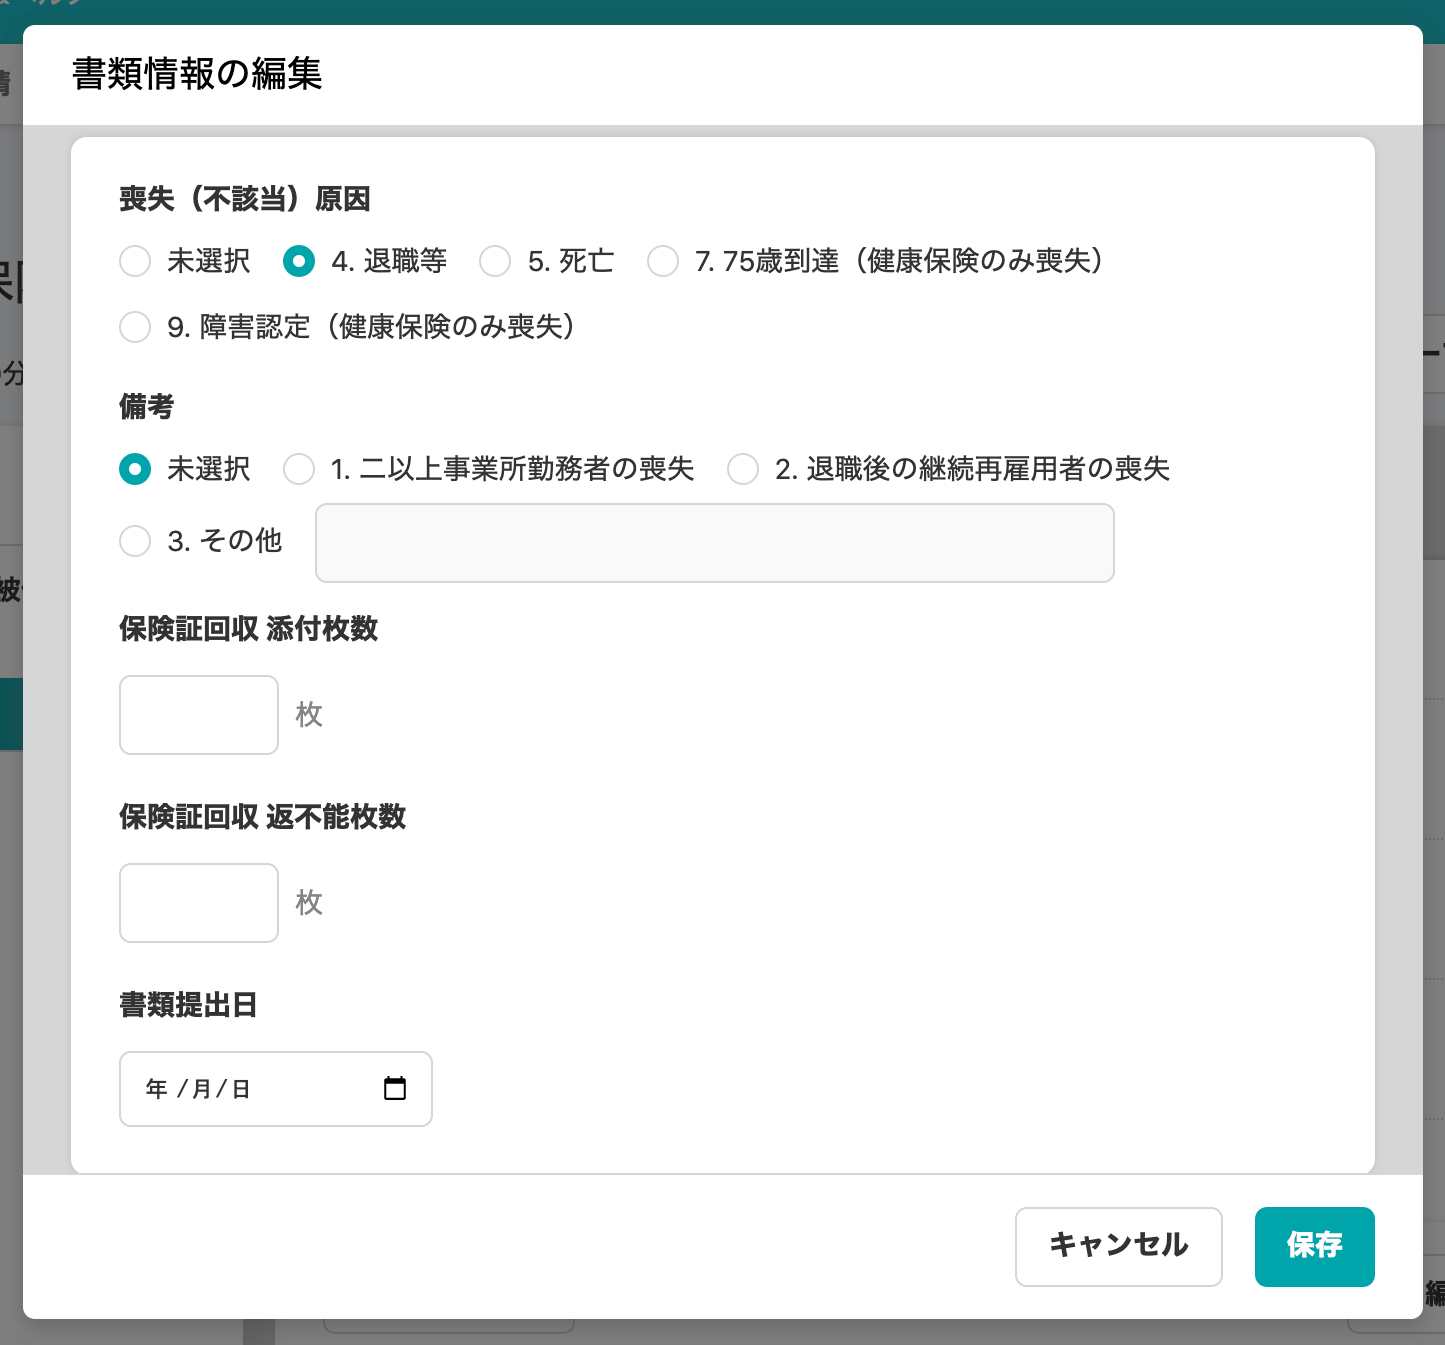 書類情報の編集
喪失（不該当）原因
未選択 4. 退職等 5. 死亡 7. 75歳到達（健康保険のみ喪失）
9. 障害認定（健康保険のみ喪失）
備考
未選択 1. 二以上事業所勤務者の喪失 2. 退職後の継続再雇用者の喪失
3. その他
保険証回収 添付枚数
枚
保険証回収 返不能枚数
枚
書類提出日
年 /月/日
キャンセル 保存